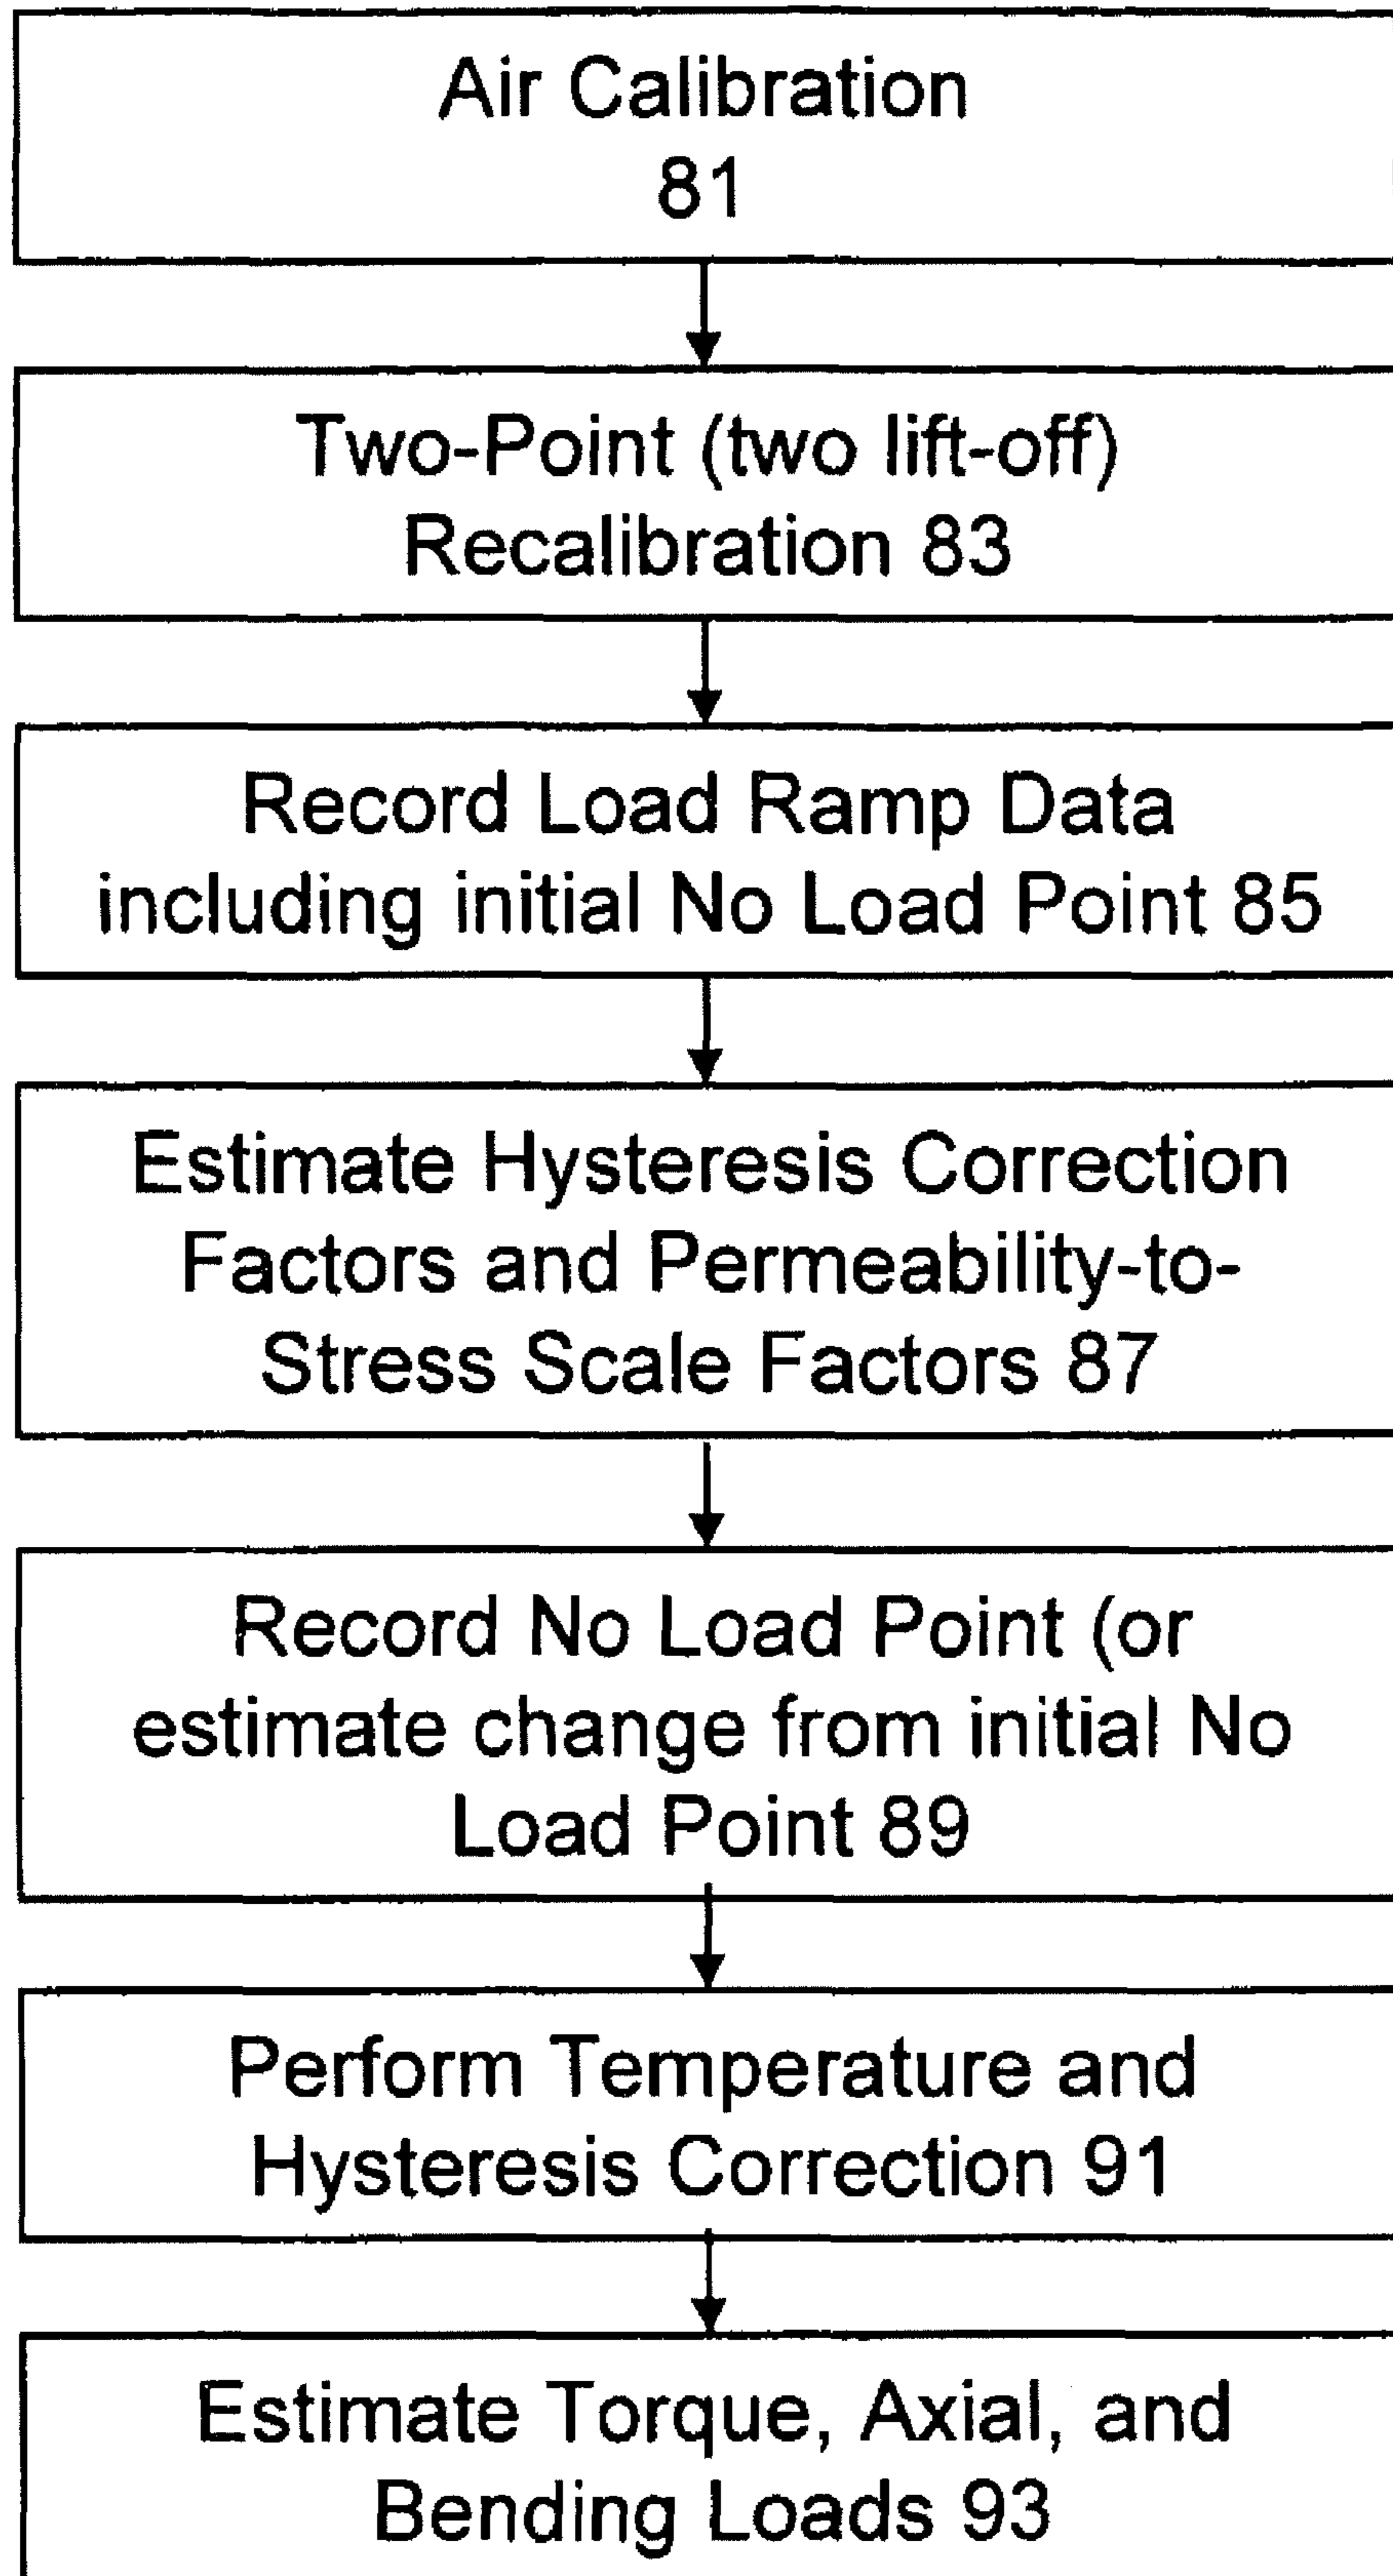 Air Calibration
81
Two-Point (two lift-off)
Recalibration 83
Record Load Ramp Data
including initial No Load Point 85
Estimate Hysteresis Correction
Factors and Permeability-to-
Stress Scale Factors 87
Record No Load Point (or
estimate change from initial No
Load Point 89
Perform Temperature and
Hysteresis Correction 91
Estimate Torque, Axial, and
Bending Loads 93